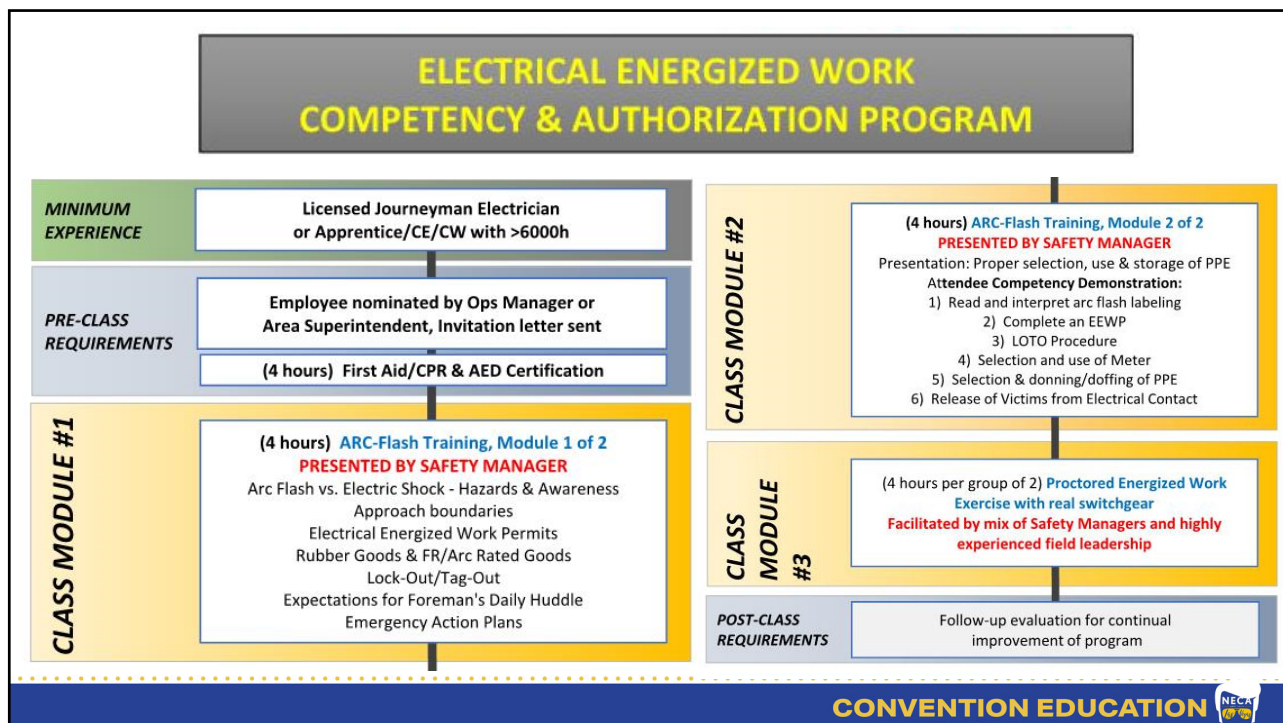 ELECTRICAL ENERGIZED WORK
COMPETENCY & AUTHORIZATION PROGRAM
MINIMUM
EXPERIENCE
Licensed Journeyman Electrician
or Apprentice/CE/CW with >6000h
PRE-CLASS
REQUIREMENTS
Employee nominated by Ops Manager or
Area Superintendent, Invitation letter sent
(4 hours) First Aid/CPR & AED Certification
CLASS MODULE #1
(4 hours) ARC-Flash Training, Module 1 of 2
PRESENTED BY SAFETY MANAGER
Arc Flash vs. Electric Shock - Hazards & Awareness
Approach boundaries
Electrical Energized Work Permits
Rubber Goods & FR/Arc Rated Goods
Lock-Out/Tag-Out
Expectations for Foreman's Daily Huddle
Emergency Action Plans
CLASS MODULE #2
(4 hours) ARC-Flash Training, Module 2 of 2
PRESENTED BY SAFETY MANAGER
Presentation: Proper selection, use & storage of PPE
Attendee Competency Demonstration:
1) Read and interpret arc flash labeling
2) Complete an EEWP
3) LOTO Procedure
4) Selection and use of Meter
5) Selection & donning/doffing of PPE
6) Release of Victims from Electrical Contact
CLASS
MODULE
#3
(4 hours per group of 2) Proctored Energized Work
Exercise with real switchgear
Facilitated by mix of Safety Managers and highly
experienced field leadership
POST-CLASS
REQUIREMENTS
Follow-up evaluation for continual
improvement of program
CONVENTION EDUCATION
NECA